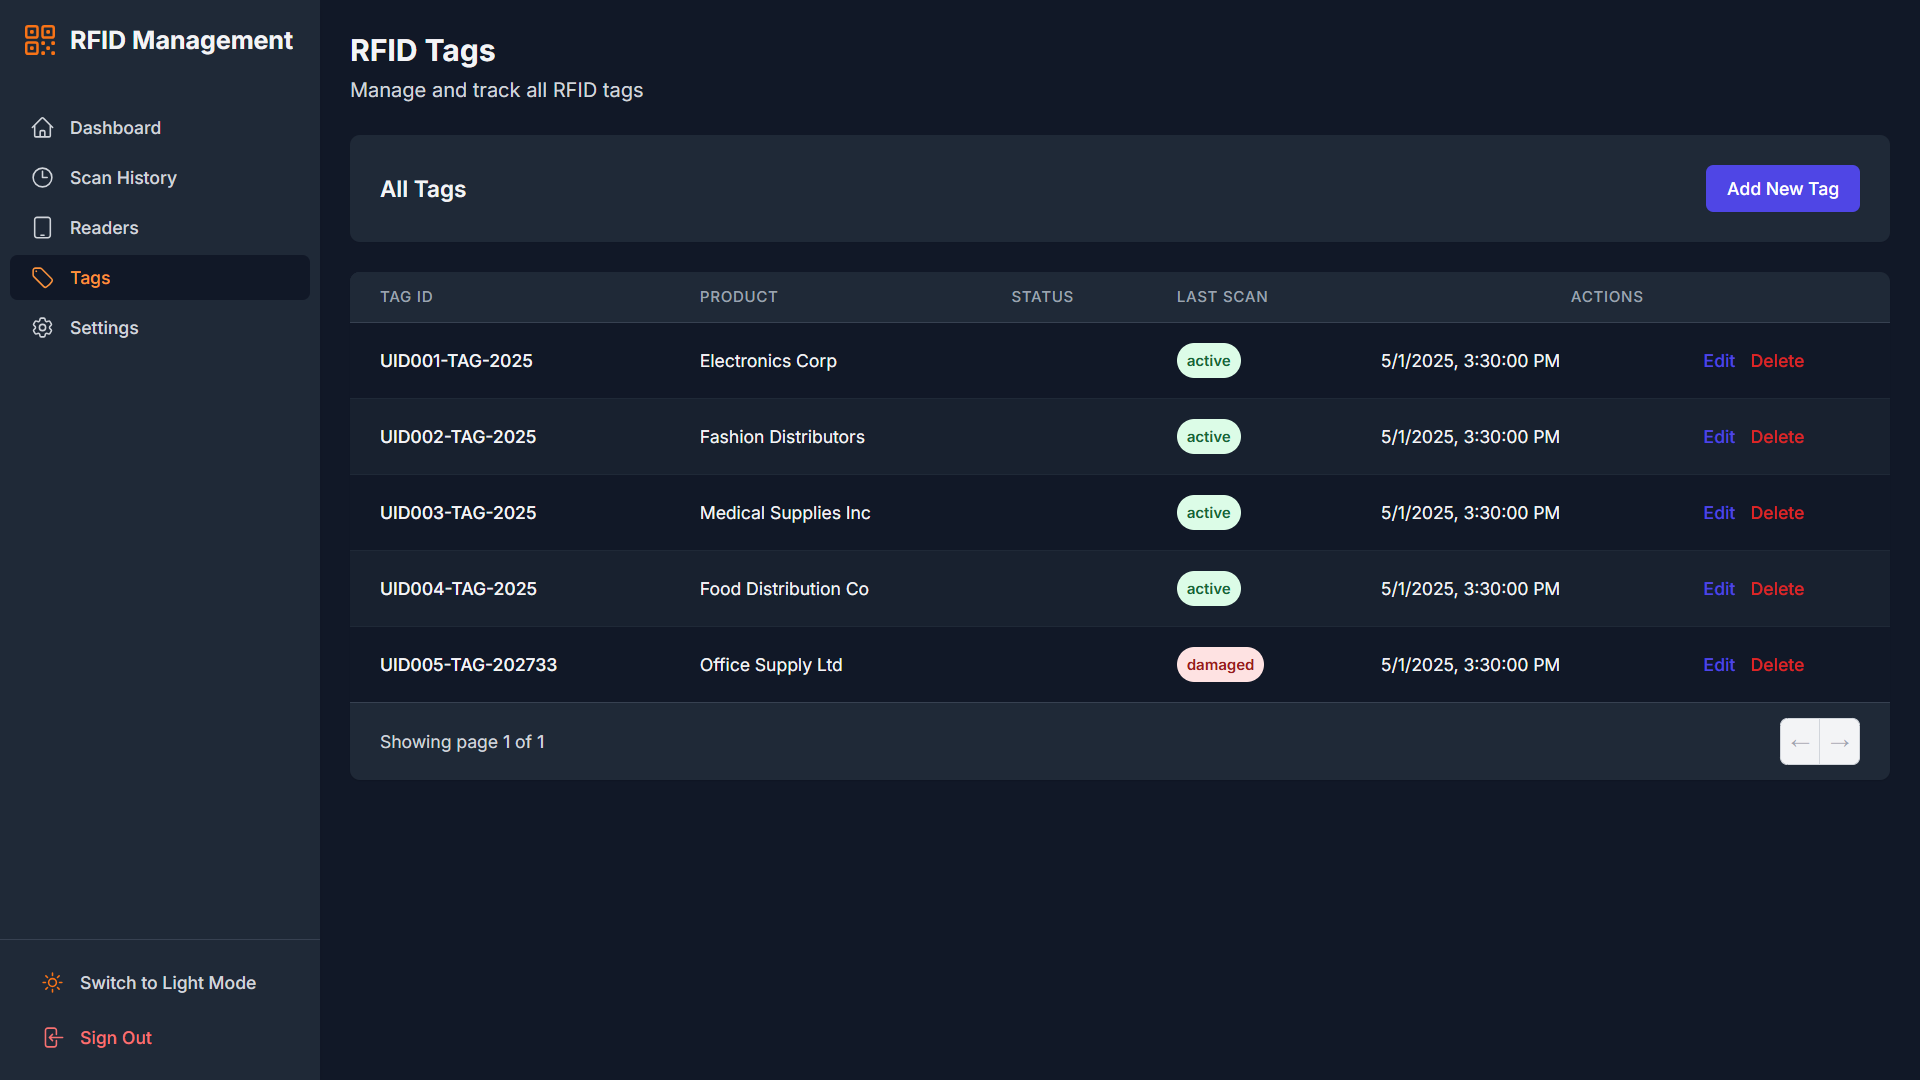 RFID Management
Dashboard
Scan History
Readers
Tags
Settings
Switch to Light Mode
Sign Out
RFID Tags
Manage and track all RFID tags
All Tags
Add New Tag
TAG ID PRODUCT STATUS LAST SCAN ACTIONS
UID001-TAG-2025 Electronics Corp active 5/1/2025, 3:30:00 PM Edit Delete
UID002-TAG-2025 Fashion Distributors active 5/1/2025, 3:30:00 PM Edit Delete
UID003-TAG-2025 Medical Supplies Inc active 5/1/2025, 3:30:00 PM Edit Delete
UID004-TAG-2025 Food Distribution Co active 5/1/2025, 3:30:00 PM Edit Delete
UID005-TAG-202733 Office Supply Ltd damaged 5/1/2025, 3:30:00 PM Edit Delete
Showing page 1 of 1
← →